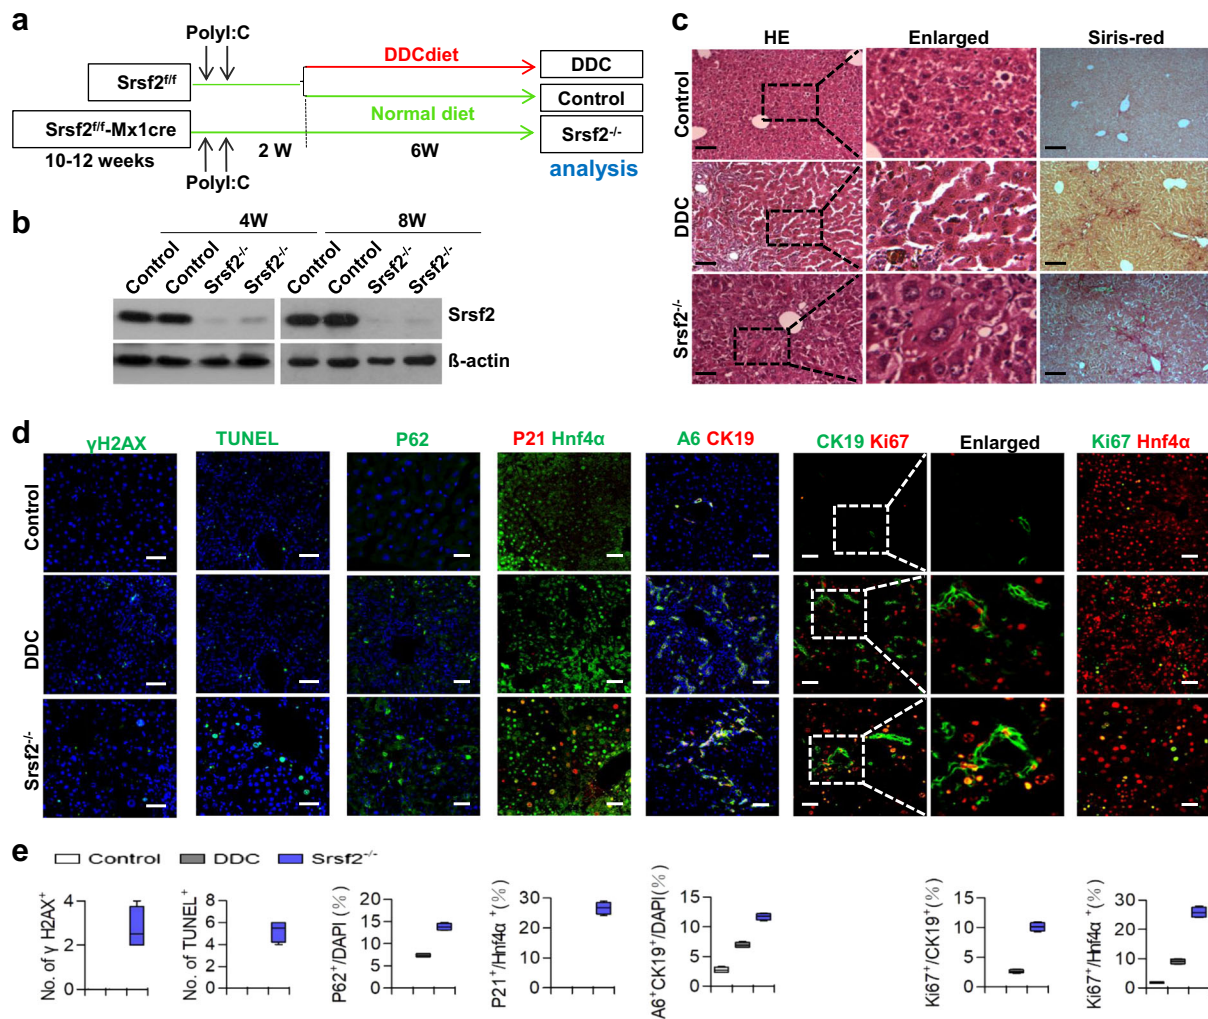 a
PolyI:C
Srsf2f/f
DDCdiet
DDC
Control
Normal diet
Srsf2f/f-Mx1cre
Srsf2-/-
10-12 weeks
2 W
6W
PolyI:C
analysis
b
4W
8W
Control
Control
Srsf2-/-
Srsf2-/-
Control
Control
Srsf2-/-
Srsf2-/-
Srsf2
ß-actin
c
HE
Enlarged
Siris-red
Control
DDC
Srsf2-/-
d
γH2AX
TUNEL
P62
P21 Hnf4α
A6 CK19
CK19 Ki67
Enlarged
Ki67 Hnf4α
Control
DDC
Srsf2-/-
e
Control
DDC
Srsf2-/-
No. of γ H2AX+
4
2
0
No. of TUNEL+
8
6
4
2
0
P62+/DAPI (%)
20
15
10
5
0
P21+/Hnf4α +(%)
30
20
10
0
A6+CK19+/DAPI(%)
15
10
5
0
Ki67+/CK19+(%)
15
10
5
0
Ki67+/Hnf4α +(%)
30
20
10
0